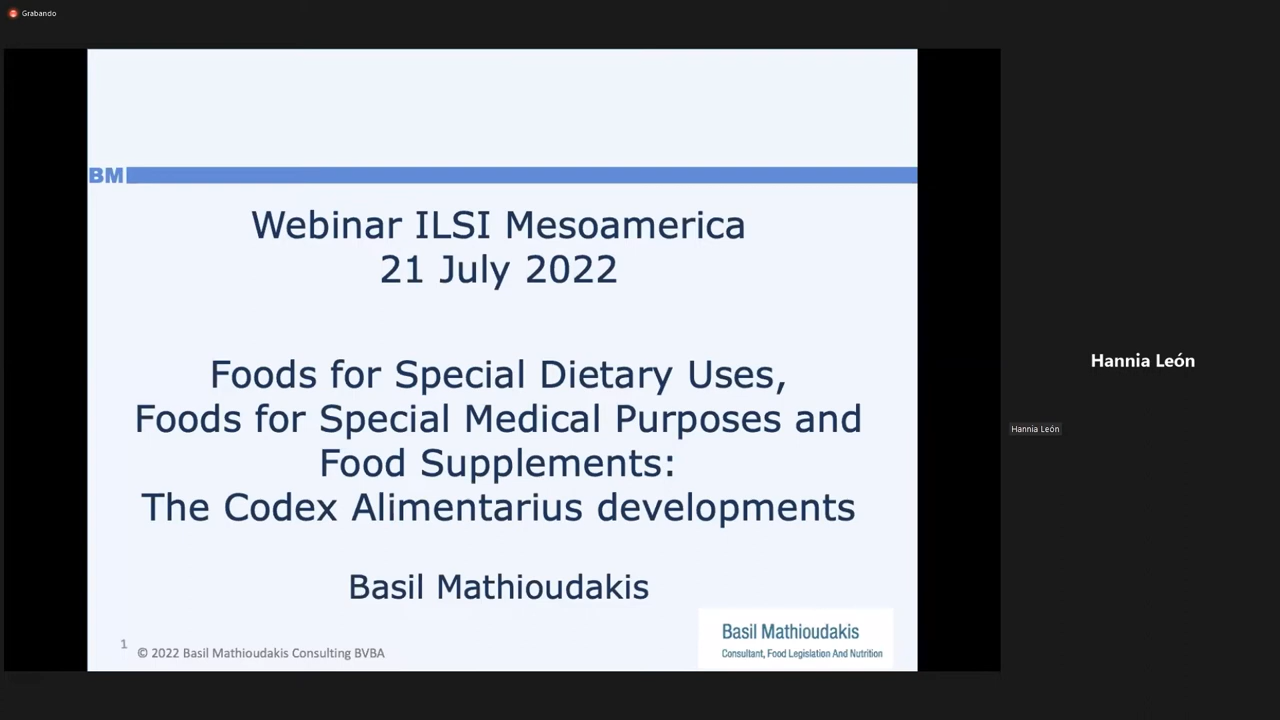 Grabando
BM
Webinar ILSI Mesoamerica
21 July 2022
Foods for Special Dietary Uses,
Foods for Special Medical Purposes and
Food Supplements:
The Codex Alimentarius developments
Basil Mathioudakis
1
© 2022 Basil Mathioudakis Consulting BVBA
Basil Mathioudakis
Consultant, Food Legislation And Nutrition
Hannia León
Hannia León